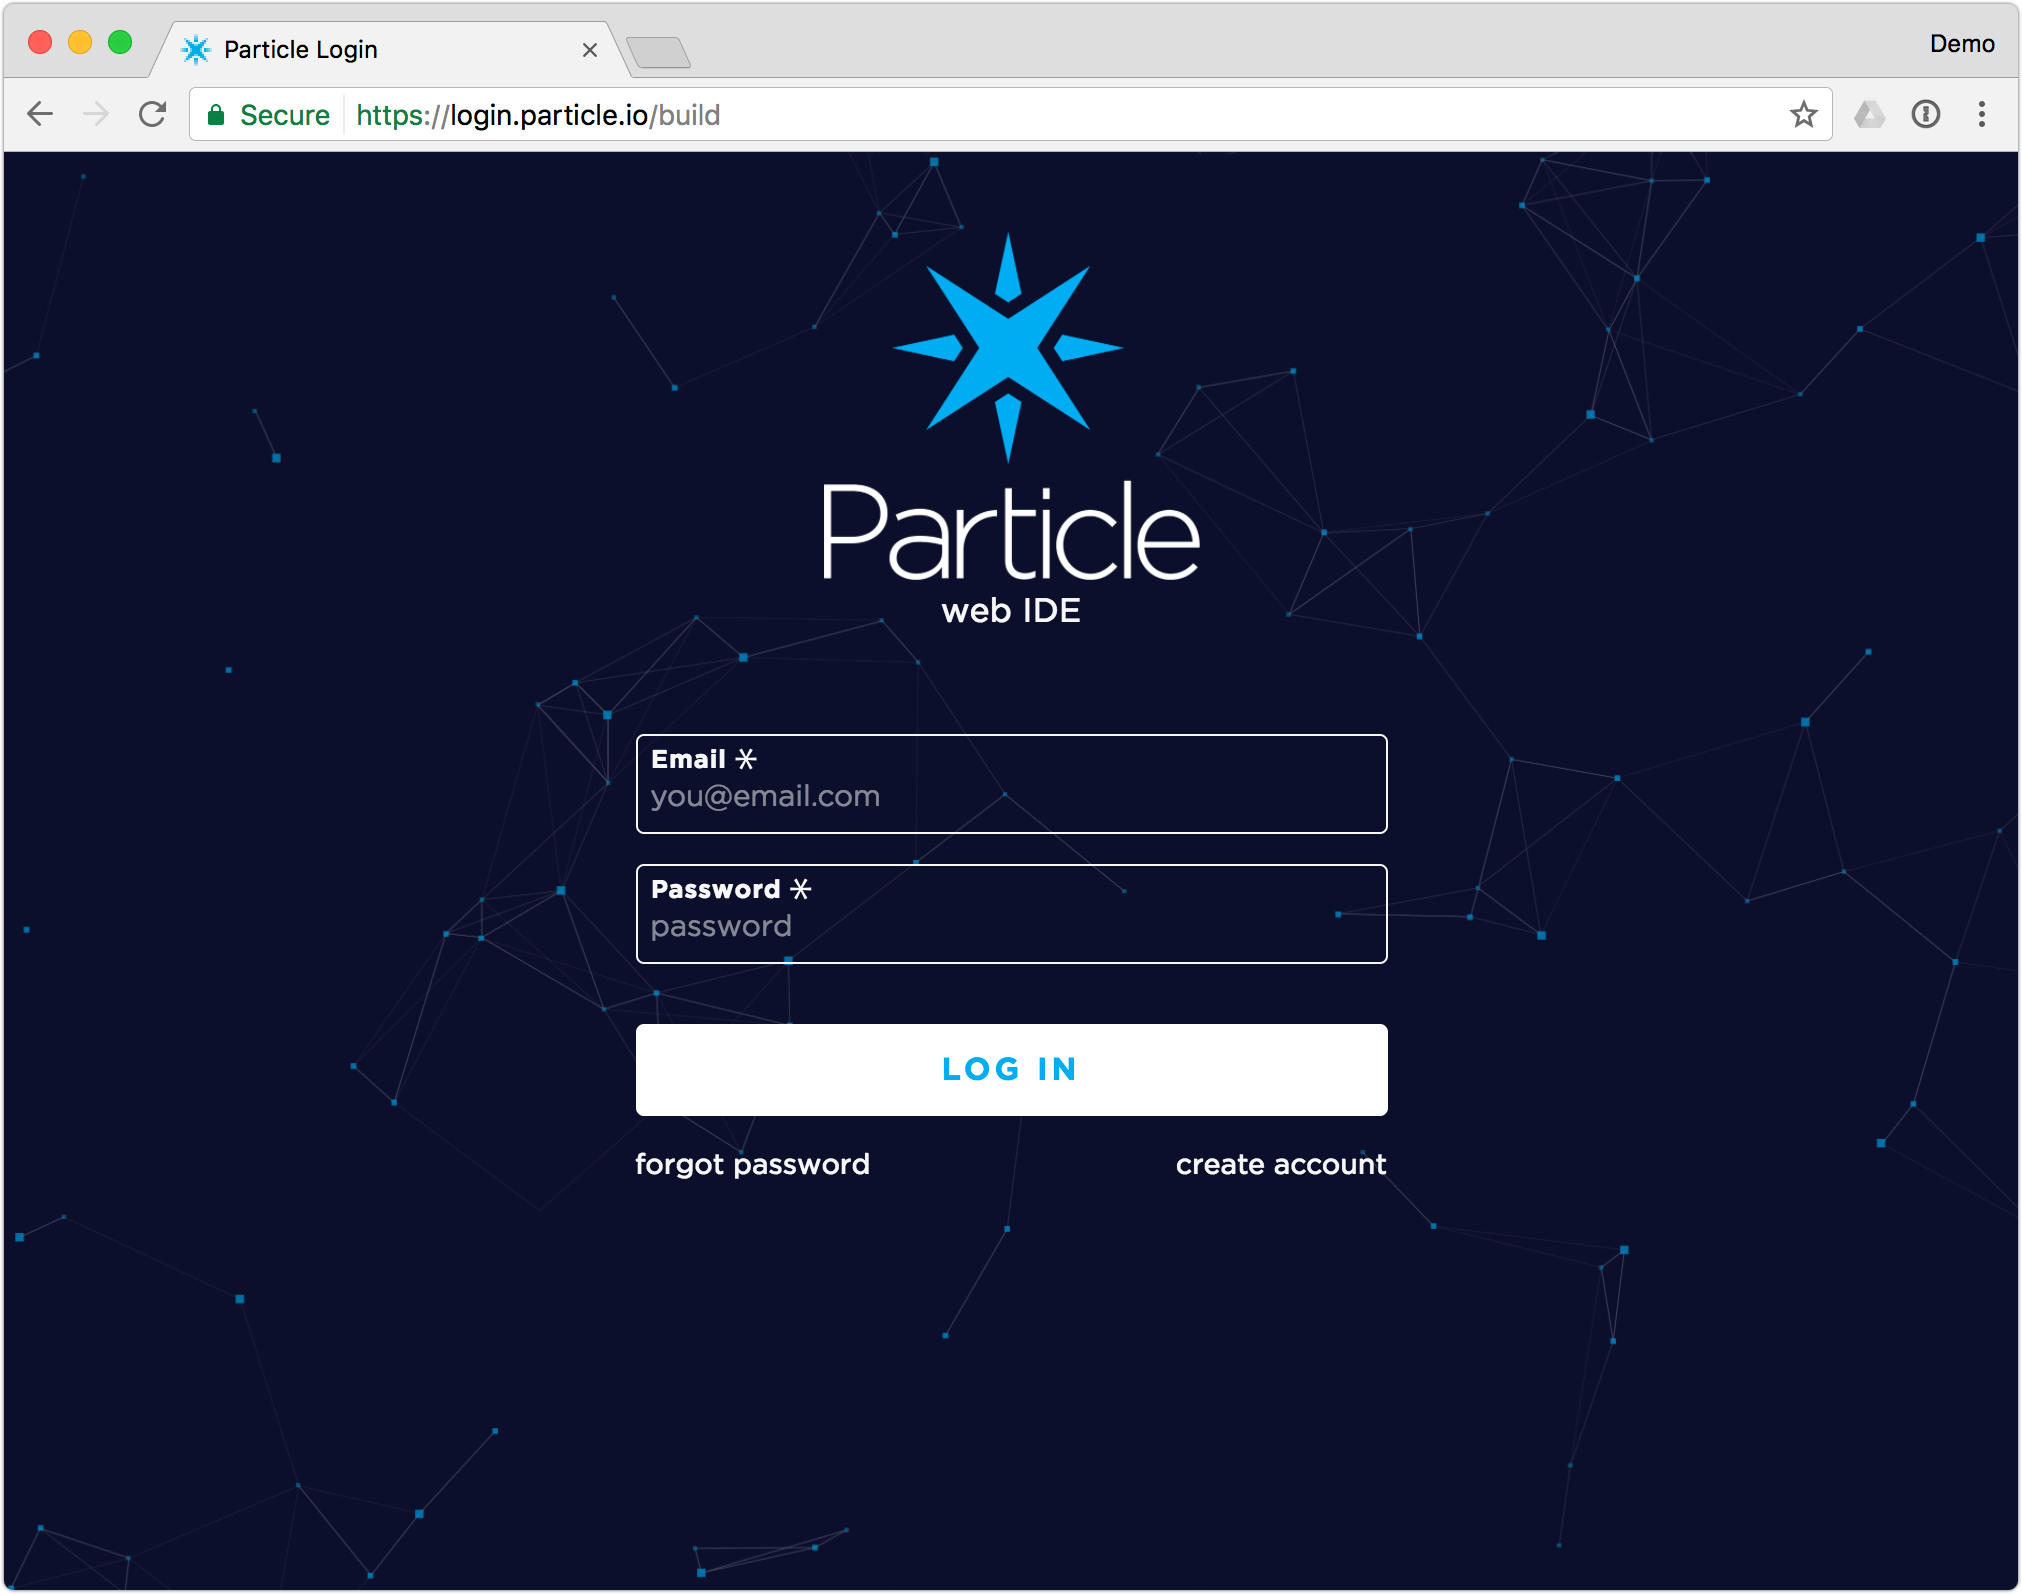 Particle Login
Demo
Secure
https://login.particle.io/build
Particle
web IDE
Email *
you@email.com
Password *
password
LOG IN
forgot password
create account